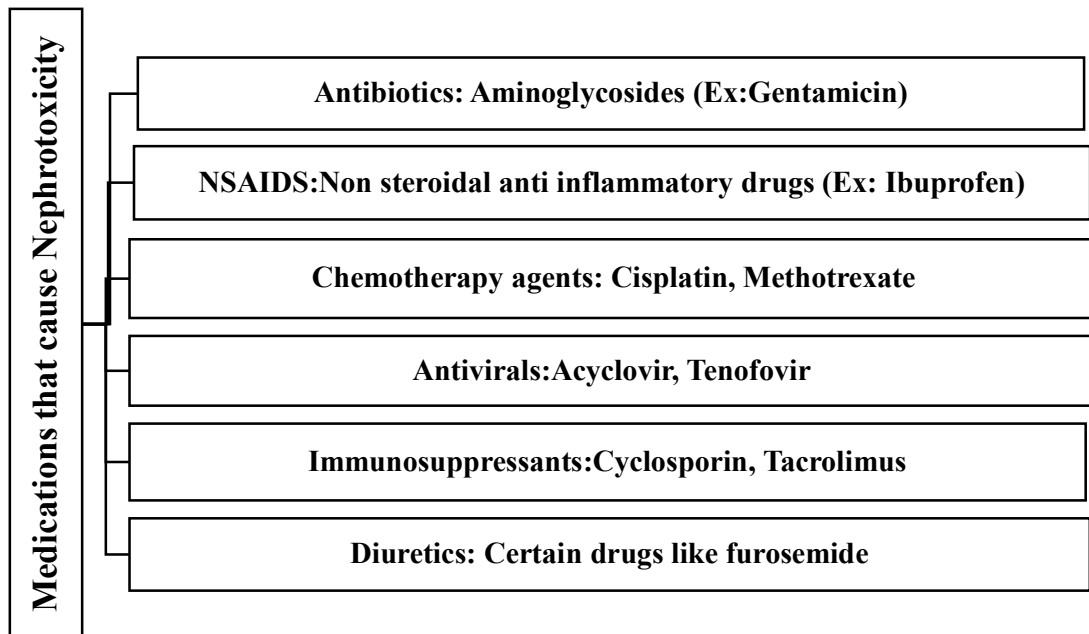 Medications that cause Nephrotoxicity
Antibiotics: Aminoglycosides (Ex:Gentamicin)
NSAIDS:Non steroidal anti inflammatory drugs (Ex: Ibuprofen)
Chemotherapy agents: Cisplatin, Methotrexate
Antivirals:Acyclovir, Tenofovir
Immunosuppressants:Cyclosporin, Tacrolimus
Diuretics: Certain drugs like furosemide